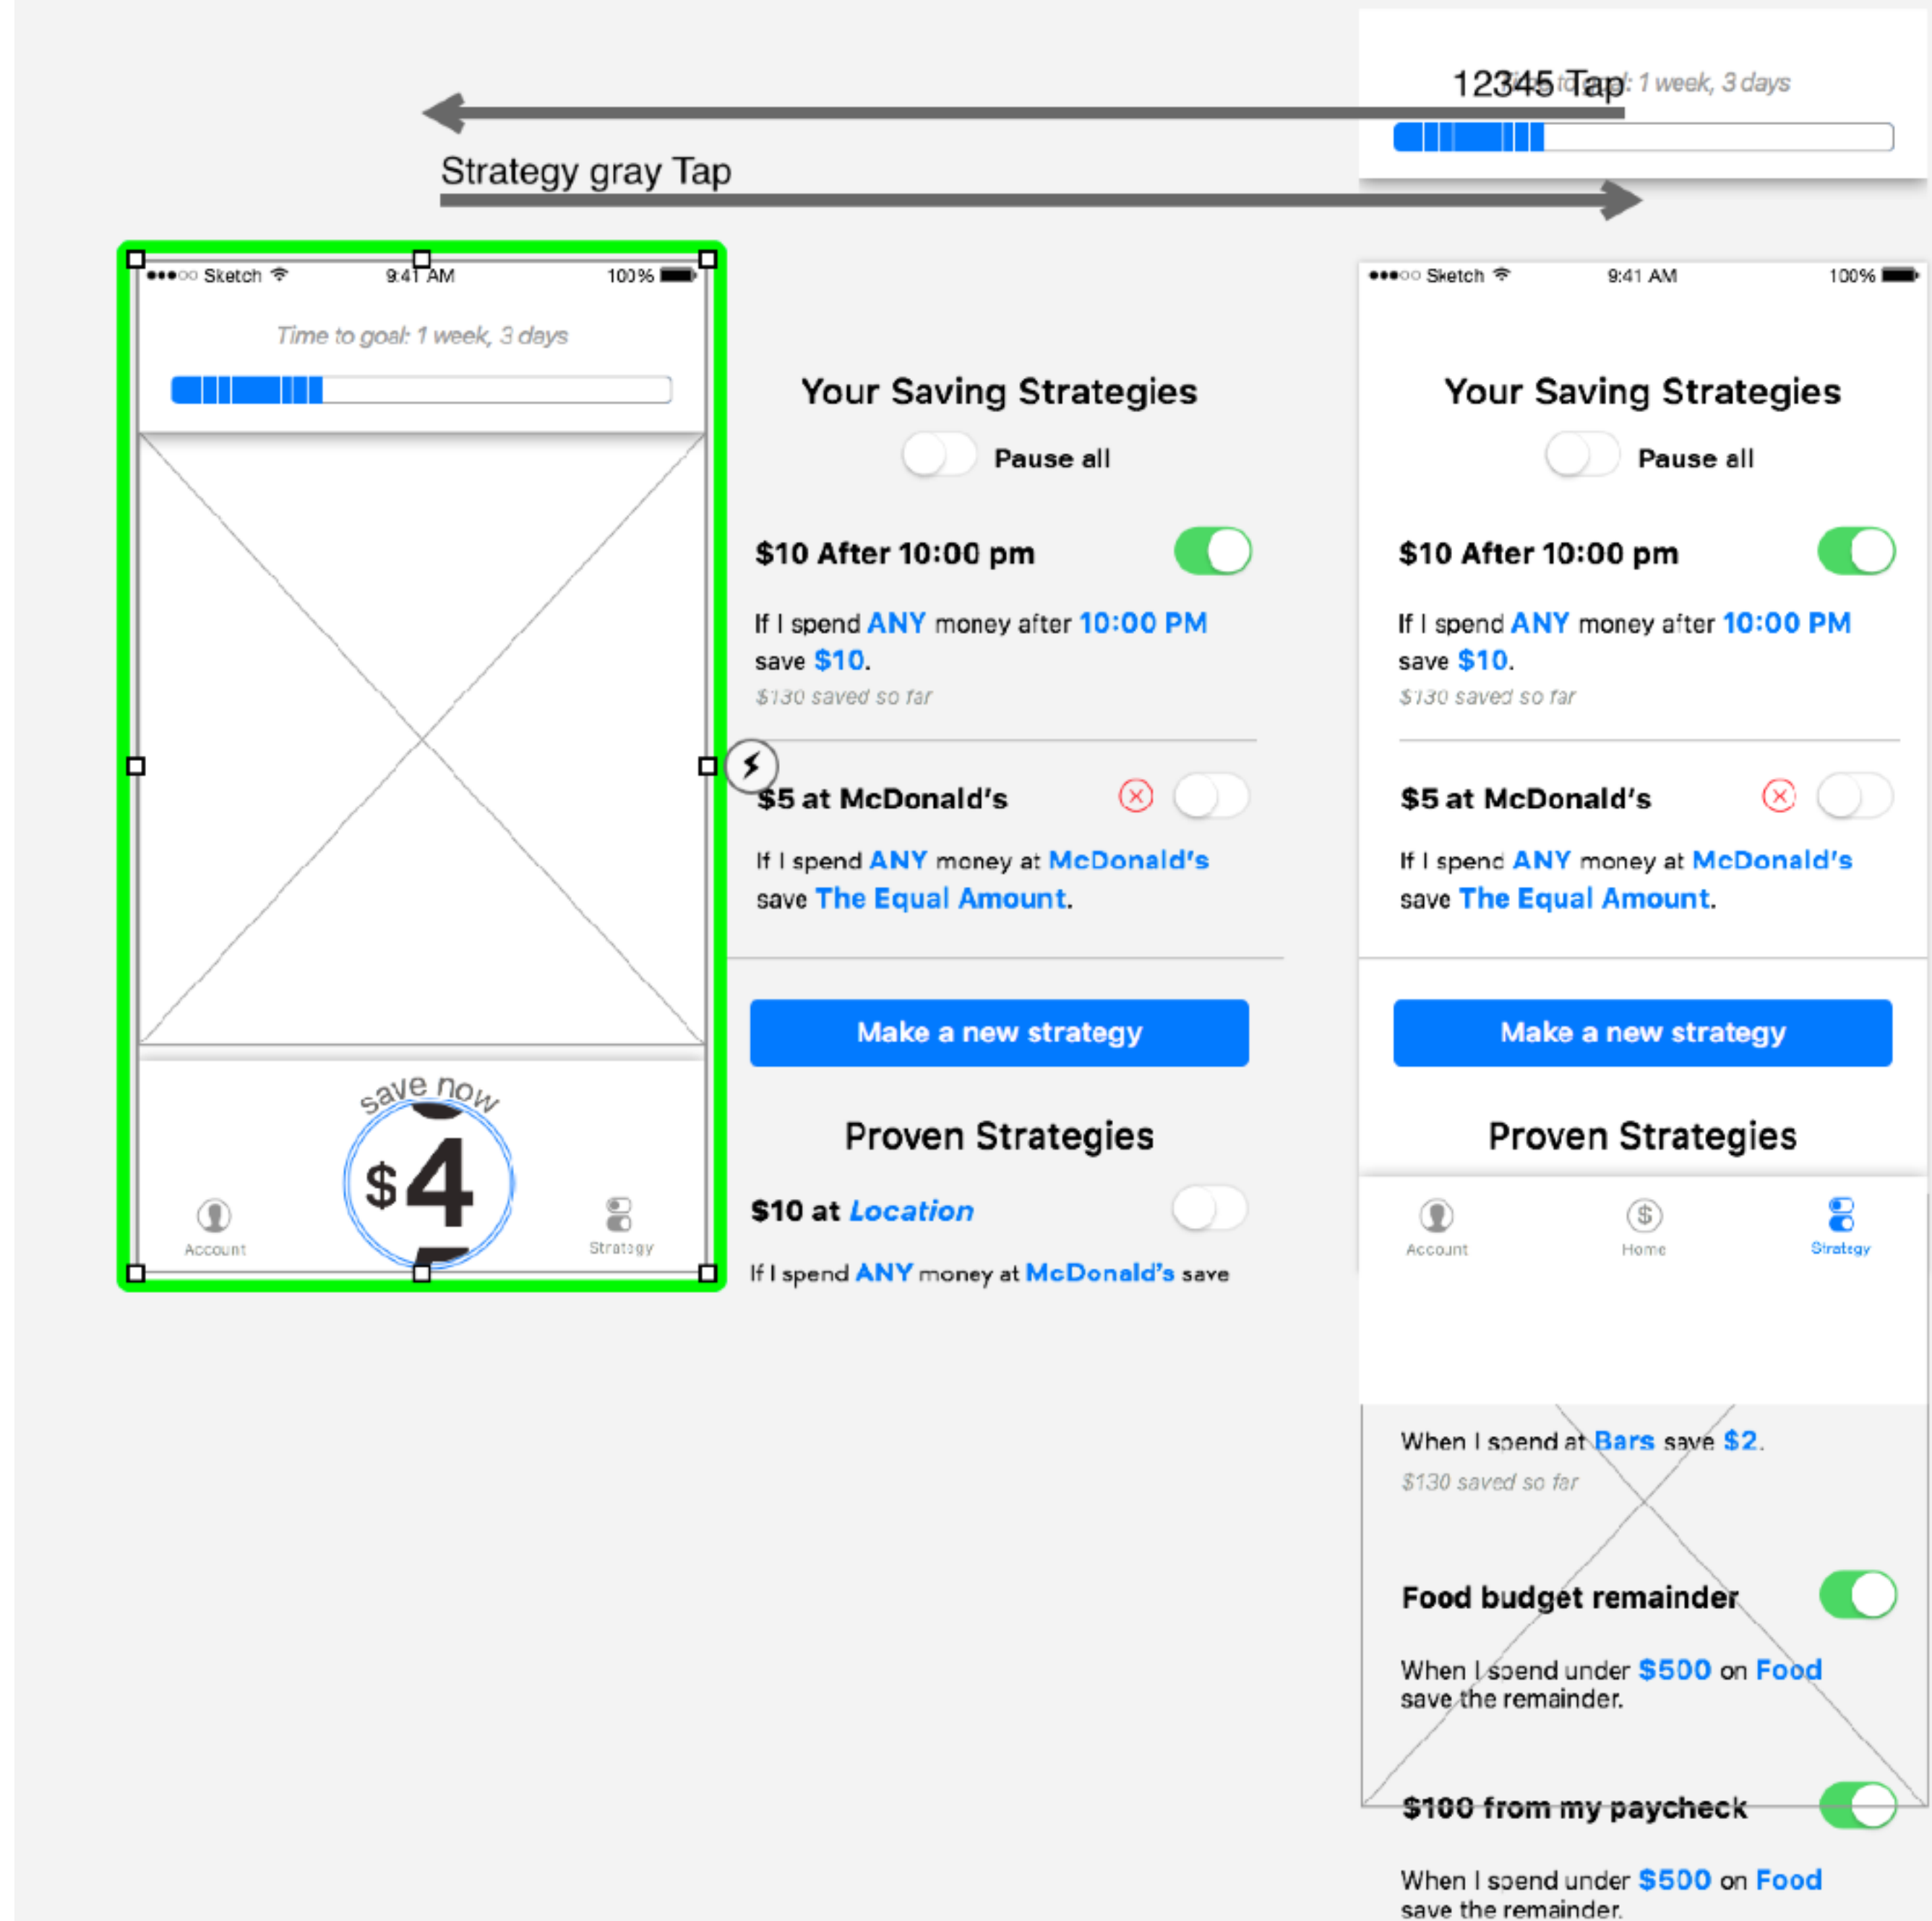 12345 Tap
Time to goal: 1 week, 3 days
Strategy gray Tap
Sketch 9:41 AM 100%
Time to goal: 1 week, 3 days
save now
$4
Account
Strategy
Your Saving Strategies
Pause all
$10 After 10:00 pm
If I spend ANY money after 10:00 PM
save $10.
$130 saved so far
$5 at McDonald's
If I spend ANY money at McDonald's
save The Equal Amount.
Make a new strategy
Proven Strategies
$10 at Location
If I spend ANY money at McDonald's save
Sketch 9:41 AM 100%
Your Saving Strategies
Pause all
$10 After 10:00 pm
If I spend ANY money after 10:00 PM
save $10.
$130 saved so far
$5 at McDonald's
If I spend ANY money at McDonald's
save The Equal Amount.
Make a new strategy
Proven Strategies
$
Account
Home
Strategy
When I spend at Bars save $2.
$130 saved so far
Food budget remainder
When I spend under $500 on Food
save the remainder.
$100 from my paycheck
When I spend under $500 on Food
save the remainder.